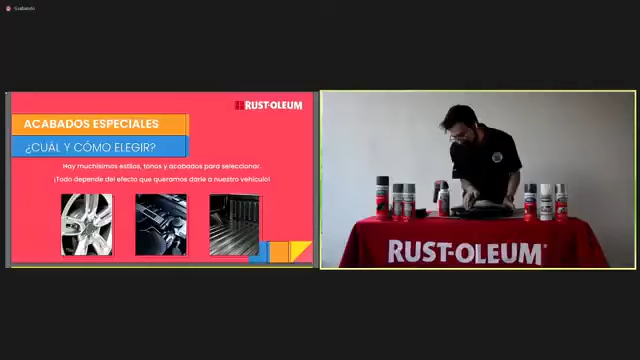 Grabando
RUST-OLEUM
ACABADOS ESPECIALES
¿CUÁL Y CÓMO ELEGIR?
Hay muchísimos estilos, tonos y acabados para seleccionar.
¡Todo depende del efecto que queramos darle a nuestro vehículo!
RUST-OLEUM